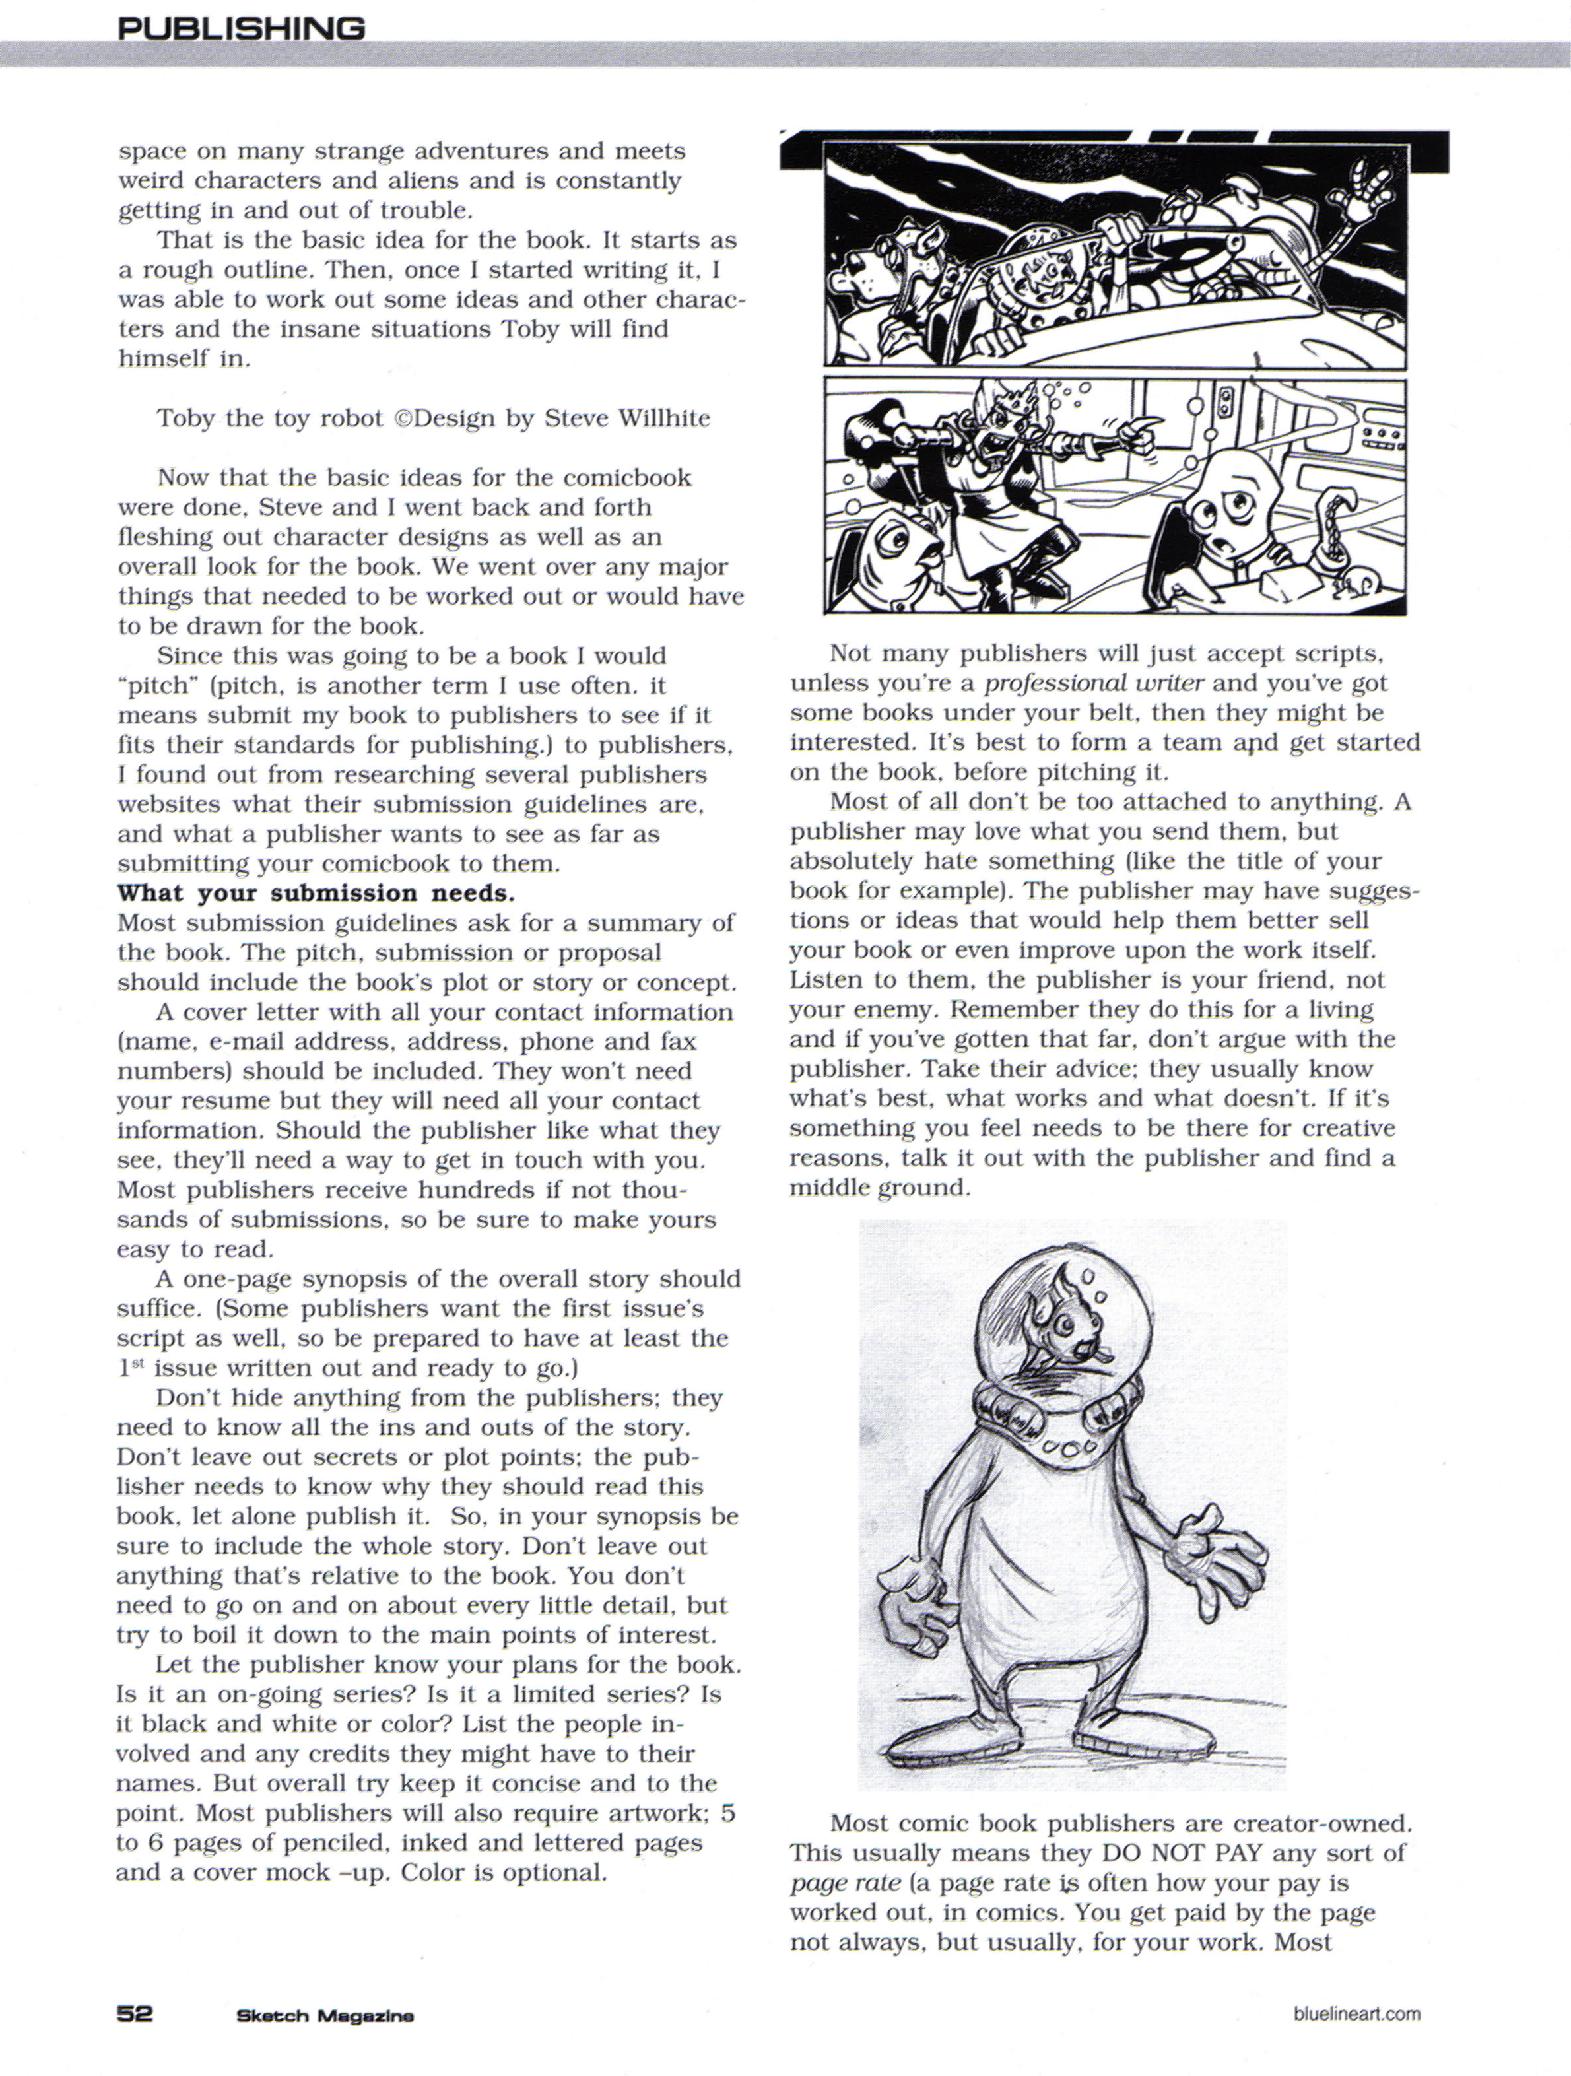 PUBLISHING
space on many strange adventures and meets
weird characters and aliens and is constantly
getting in and out of trouble.
That is the basic idea for the book. It starts as
a rough outline. Then, once I started writing it, I
was able to work out some ideas and other charac-
ters and the insane situations Toby will find
himself in.
Toby the toy robot ©Design by Steve Willhite
Now that the basic ideas for the comicbook
were done, Steve and I went back and forth
fleshing out character designs as well as an
overall look for the book. We went over any major
things that needed to be worked out or would have
to be drawn for the book.
Since this was going to be a book I would
“pitch” (pitch, is another term I use often. it
means submit my book to publishers to see if it
fits their standards for publishing.) to publishers,
I found out from researching several publishers
websites what their submission guidelines are,
and what a publisher wants to see as far as
submitting your comicbook to them.
What your submission needs.
Most submission guidelines ask for a summary of
the book. The pitch, submission or proposal
should include the book's plot or story or concept.
A cover letter with all your contact information
(name, e-mail address, address, phone and fax
numbers) should be included. They won't need
your resume but they will need all your contact
information. Should the publisher like what they
see, they'll need a way to get in touch with you.
Most publishers receive hundreds if not thou-
sands of submissions, so be sure to make yours
easy to read.
A one-page synopsis of the overall story should
suffice. (Some publishers want the first issue's
script as well, so be prepared to have at least the
1st issue written out and ready to go.)
Don't hide anything from the publishers; they
need to know all the ins and outs of the story.
Don't leave out secrets or plot points; the pub-
lisher needs to know why they should read this
book, let alone publish it.  So, in your synopsis be
sure to include the whole story. Don't leave out
anything that's relative to the book. You don't
need to go on and on about every little detail, but
try to boil it down to the main points of interest.
Let the publisher know your plans for the book.
Is it an on-going series? Is it a limited series? Is
it black and white or color? List the people in-
volved and any credits they might have to their
names. But overall try keep it concise and to the
point. Most publishers will also require artwork; 5
to 6 pages of penciled, inked and lettered pages
and a cover mock –up. Color is optional.
Not many publishers will just accept scripts,
unless you're a professional writer and you've got
some books under your belt, then they might be
interested. It's best to form a team and get started
on the book, before pitching it.
Most of all don't be too attached to anything. A
publisher may love what you send them, but
absolutely hate something (like the title of your
book for example). The publisher may have sugges-
tions or ideas that would help them better sell
your book or even improve upon the work itself.
Listen to them, the publisher is your friend, not
your enemy. Remember they do this for a living
and if you've gotten that far, don't argue with the
publisher. Take their advice; they usually know
what's best, what works and what doesn't. If it's
something you feel needs to be there for creative
reasons, talk it out with the publisher and find a
middle ground.
Most comic book publishers are creator-owned.
This usually means they DO NOT PAY any sort of
page rate (a page rate is often how your pay is
worked out, in comics. You get paid by the page
not always, but usually, for your work. Most
52 Sketch Magazine
bluelineart.com